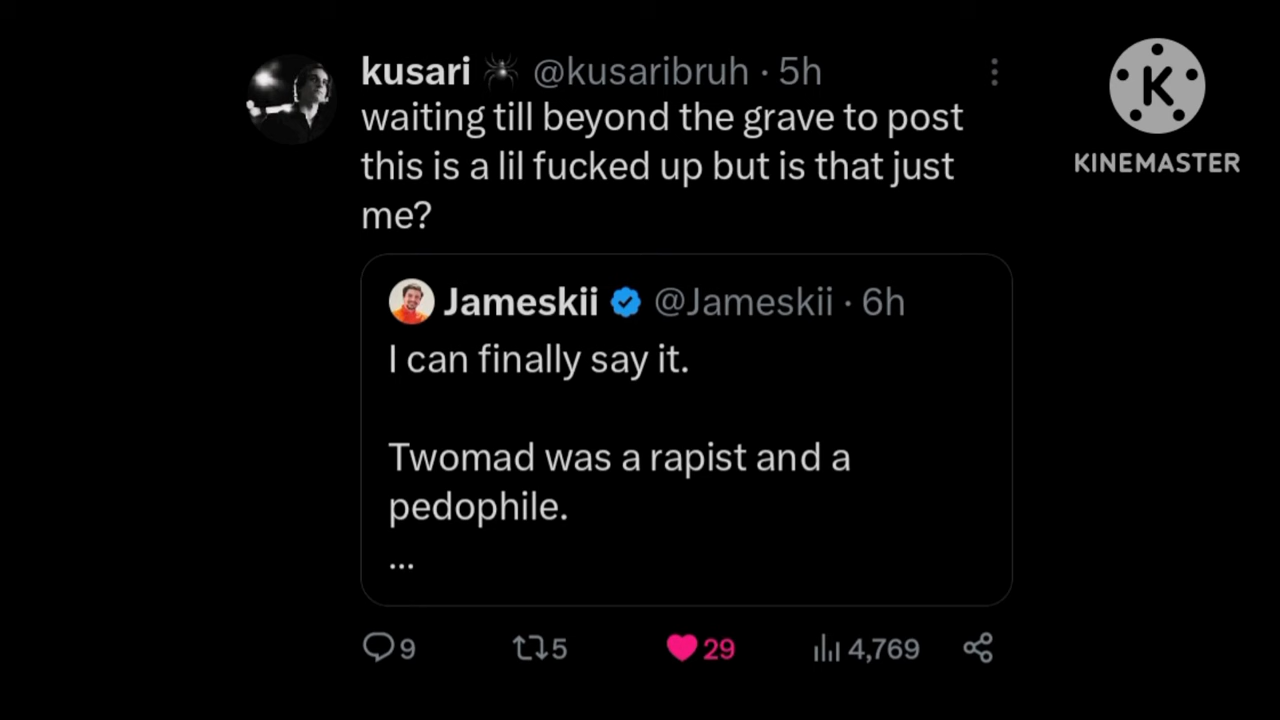 kusari 🕷 @kusaribruh · 5h
waiting till beyond the grave to post
this is a lil fucked up but is that just
me?
Jameskii @Jameskii · 6h
I can finally say it.
Twomad was a rapist and a
pedophile.
...
9 5 29 4,769
K
KINEMASTER